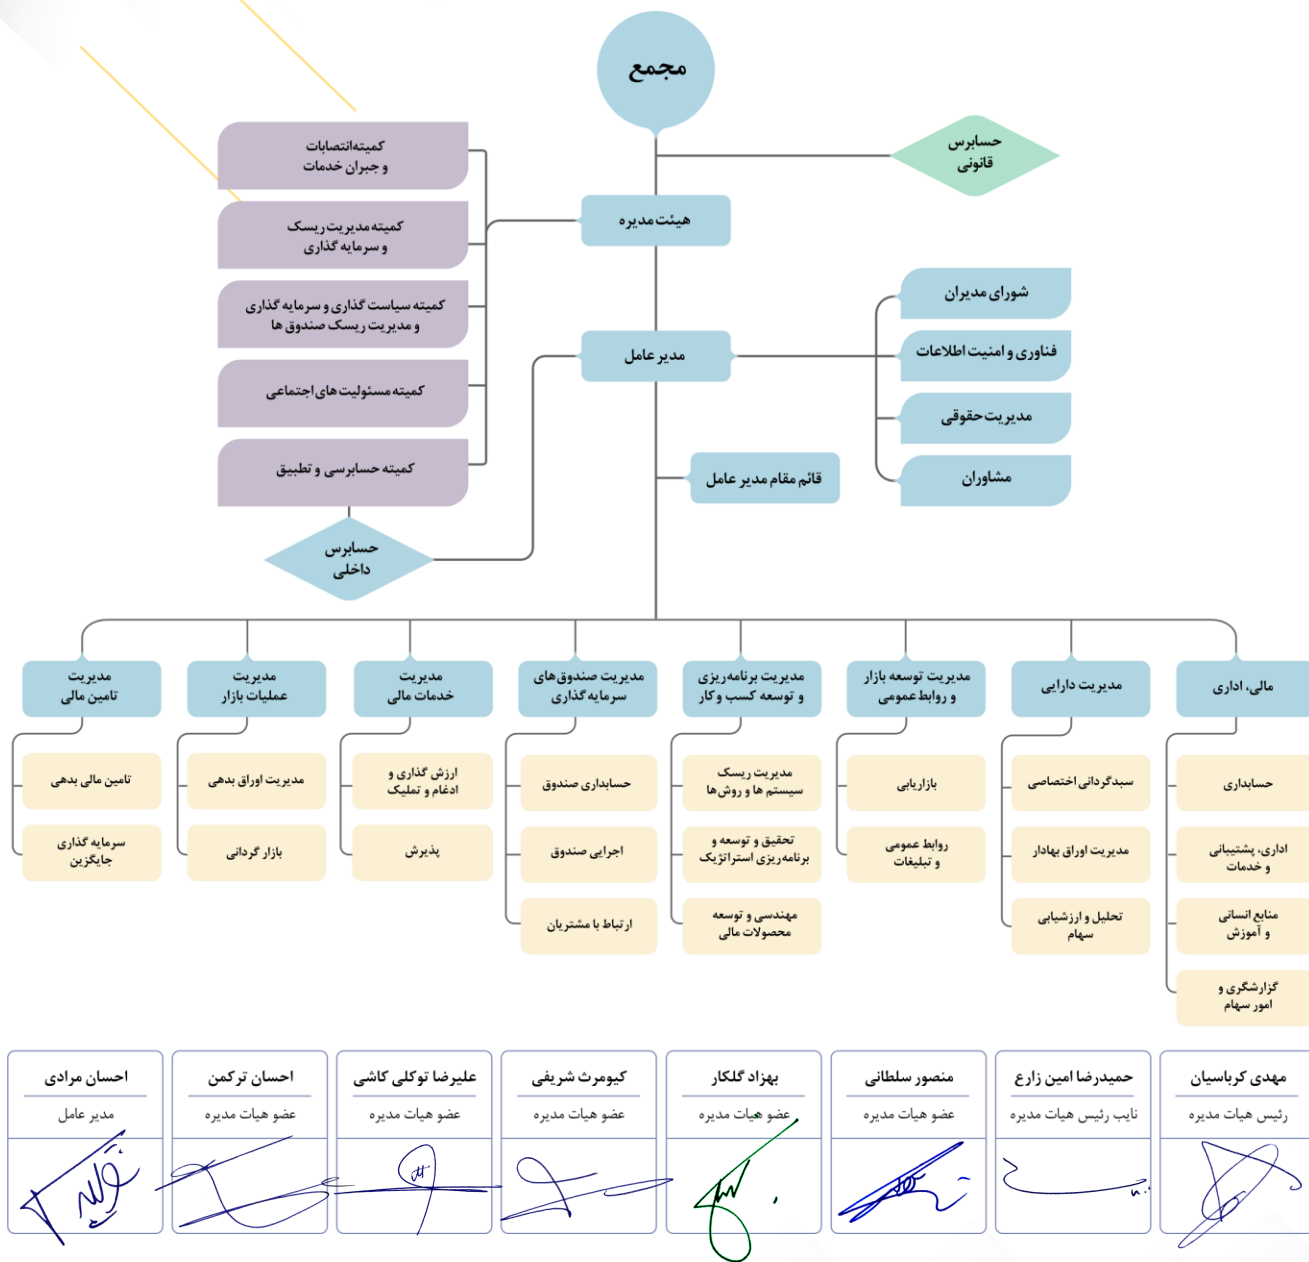 مجمع
حسابرس
قانونی
هیئت مدیره
کمیته انتصابات
و جبران خدمات
کمیته مدیریت ریسک
و سرمایه گذاری
کمیته سیاست گذاری و سرمایه گذاری
و مدیریت ریسک صندوق ها
کمیته مسئولیت های اجتماعی
کمیته حسابرسی و تطبیق
حسابرس
داخلی
مدیر عامل
شورای مدیران
فناوری و امنیت اطلاعات
مدیریت حقوقی
مشاوران
قائم مقام مدیر عامل
مالی، اداری
حسابداری
اداری، پشتیبانی
و خدمات
منابع انسانی
و آموزش
گزارشگری و
امور سهام
مدیریت دارایی
سبدگردانی اختصاصی
مدیریت اوراق بهادار
تحلیل و ارزشیابی
سهام
مدیریت توسعه بازار
و روابط عمومی
بازاریابی
روابط عمومی
و تبلیغات
مدیریت برنامه ریزی
و توسعه کسب و کار
مدیریت ریسک
سیستم ها و روش ها
تحقیق و توسعه و
برنامه ریزی استراتژیک
مهندسی و توسعه
محصولات مالی
مدیریت صندوق های
سرمایه گذاری
حسابداری صندوق
اجرایی صندوق
ارتباط با مشتریان
مدیریت
خدمات مالی
ارزش گذاری و
ادغام و تملیک
پذیرش
مدیریت
عملیات بازار
مدیریت اوراق بدهی
بازار گردانی
مدیریت
تامین مالی
تامین مالی بدهی
سرمایه گذاری
جایگزین
مهدی کرباسیان
رئیس هیات مدیره
حمیدرضا امین زارع
نایب رئیس هیات مدیره
منصور سلطانی
عضو هیات مدیره
بهزاد گلکار
عضو هیات مدیره
کیومرث شریفی
عضو هیات مدیره
علیرضا توکلی کاشی
عضو هیات مدیره
احسان ترکمن
عضو هیات مدیره
احسان مرادی
مدیر عامل